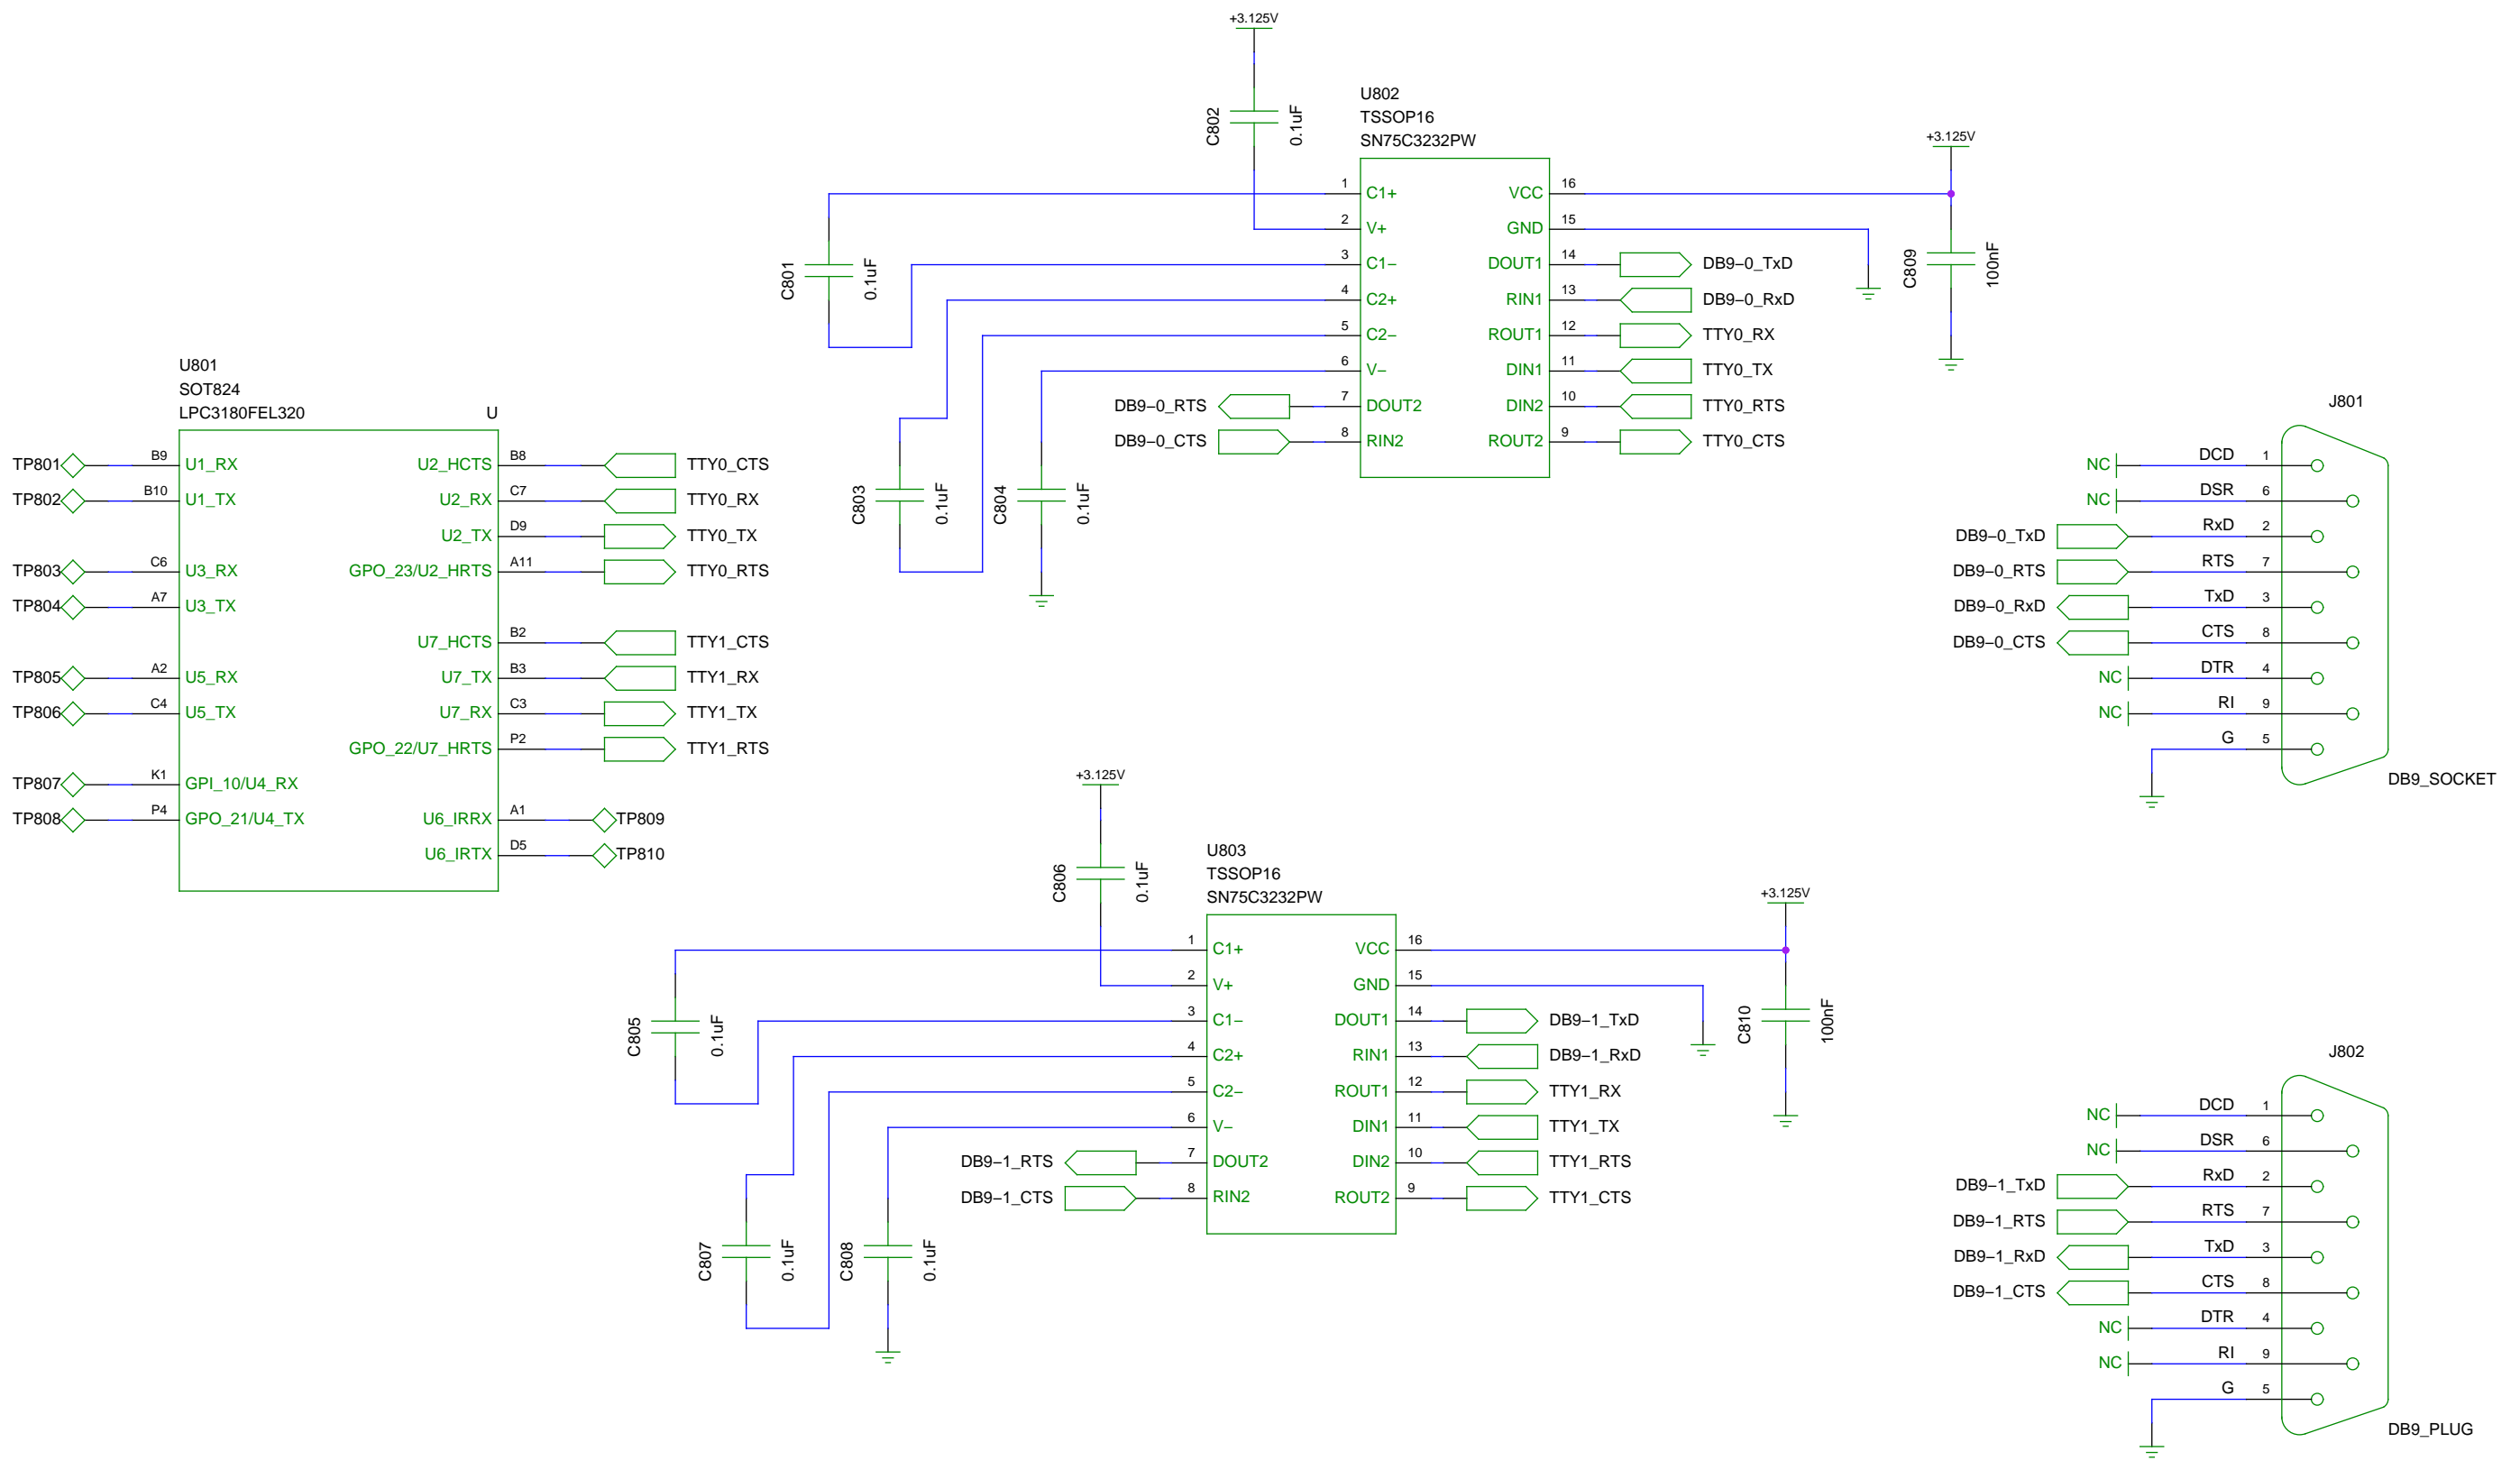 +3.125V
C802
0.1uF
U802
TSSOP16
SN75C3232PW
+3.125V
1 C1+ VCC 16
2 V+ GND 15
3 C1− DOUT1 14 DB9−0_TxD
4 C2+ RIN1 13 DB9−0_RxD
5 C2− ROUT1 12 TTY0_RX
6 V− DIN1 11 TTY0_TX
DB9−0_RTS 7 DOUT2 DIN2 10 TTY0_RTS
DB9−0_CTS 8 RIN2 ROUT2 9 TTY0_CTS
C801
0.1uF
C809
100nF
C803
0.1uF
C804
0.1uF
U801
SOT824
LPC3180FEL320 U
TP801 B9 U1_RX U2_HCTS B8 TTY0_CTS
TP802 B10 U1_TX U2_RX C7 TTY0_RX
U2_TX D9 TTY0_TX
TP803 C6 U3_RX GPO_23/U2_HRTS A11 TTY0_RTS
TP804 A7 U3_TX
U7_HCTS B2 TTY1_CTS
TP805 A2 U5_RX U7_TX B3 TTY1_RX
TP806 C4 U5_TX U7_RX C3 TTY1_TX
GPO_22/U7_HRTS P2 TTY1_RTS
TP807 K1 GPI_10/U4_RX
TP808 P4 GPO_21/U4_TX U6_IRRX A1 TP809
U6_IRTX D5 TP810
J801
NC DCD 1
NC DSR 6
DB9−0_TxD RxD 2
DB9−0_RTS RTS 7
DB9−0_RxD TxD 3
DB9−0_CTS CTS 8
NC DTR 4
NC RI 9
G 5
DB9_SOCKET
+3.125V
C806
0.1uF
U803
TSSOP16
SN75C3232PW
+3.125V
1 C1+ VCC 16
2 V+ GND 15
3 C1− DOUT1 14 DB9−1_TxD
4 C2+ RIN1 13 DB9−1_RxD
5 C2− ROUT1 12 TTY1_RX
6 V− DIN1 11 TTY1_TX
DB9−1_RTS 7 DOUT2 DIN2 10 TTY1_RTS
DB9−1_CTS 8 RIN2 ROUT2 9 TTY1_CTS
C805
0.1uF
C810
100nF
C807
0.1uF
C808
0.1uF
J802
NC DCD 1
NC DSR 6
DB9−1_TxD RxD 2
DB9−1_RTS RTS 7
DB9−1_RxD TxD 3
DB9−1_CTS CTS 8
NC DTR 4
NC RI 9
G 5
DB9_PLUG